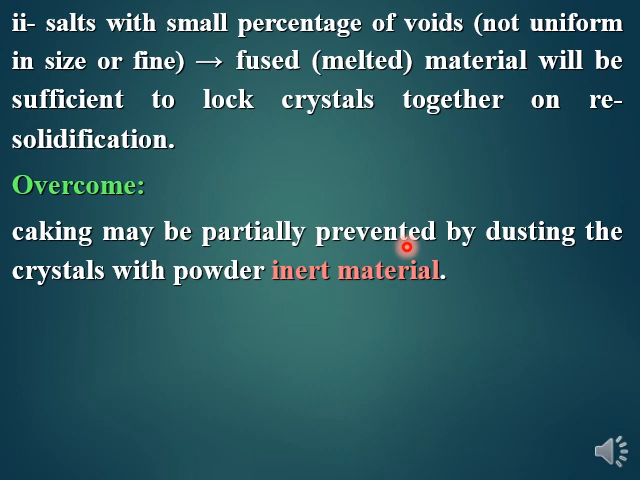 ii- salts with small percentage of voids (not uniform
in size or fine) → fused (melted) material will be
sufficient to lock crystals together on re-
solidification.
Overcome:
caking may be partially prevented by dusting the
crystals with powder inert material.